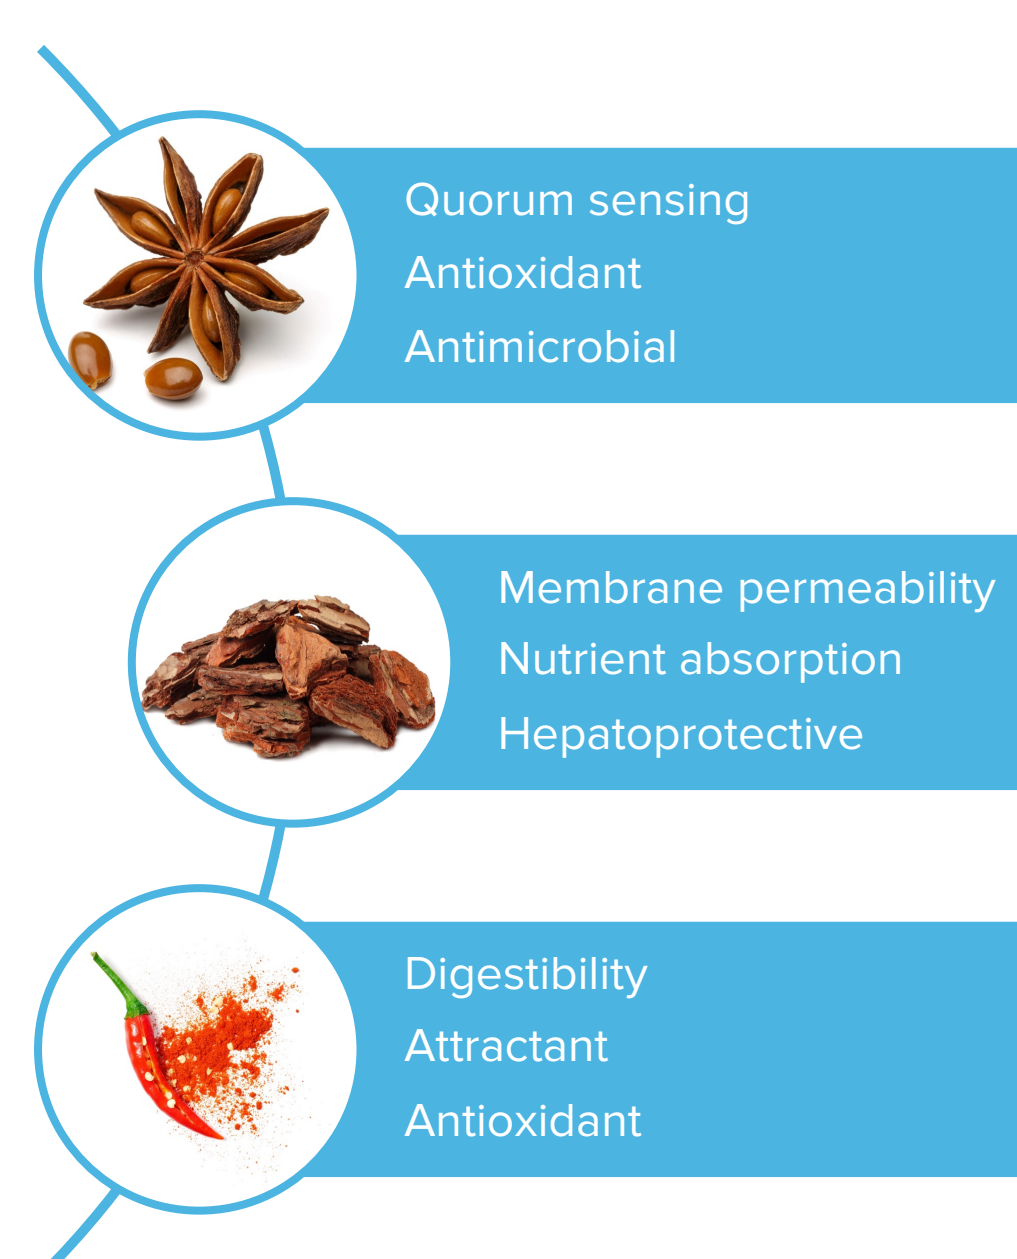 Quorum sensing
Antioxidant
Antimicrobial
Membrane permeability
Nutrient absorption
Hepatoprotective
Digestibility
Attractant
Antioxidant